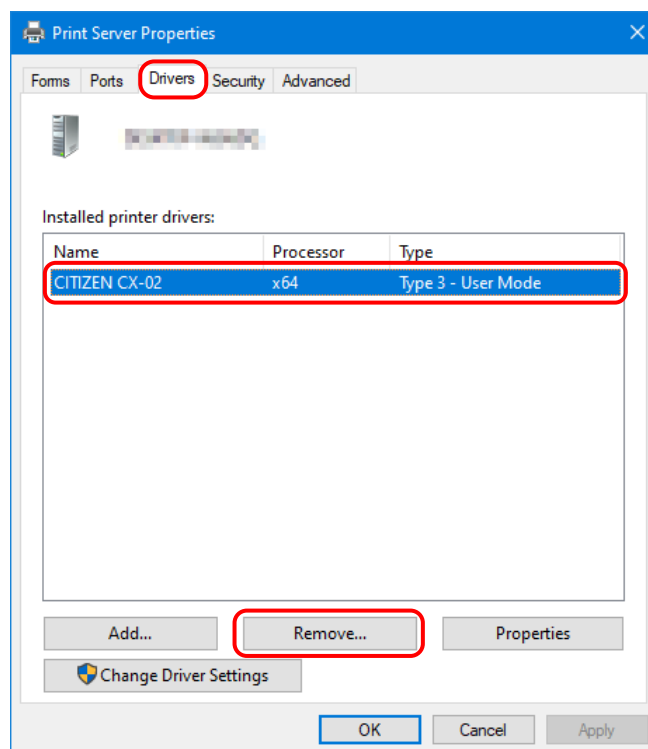 Print Server Properties
Forms Ports Drivers Security Advanced
Installed printer drivers:
Name Processor Type
CITIZEN CX-02 x64 Type 3 - User Mode
Add... Remove... Properties
Change Driver Settings
OK Cancel Apply